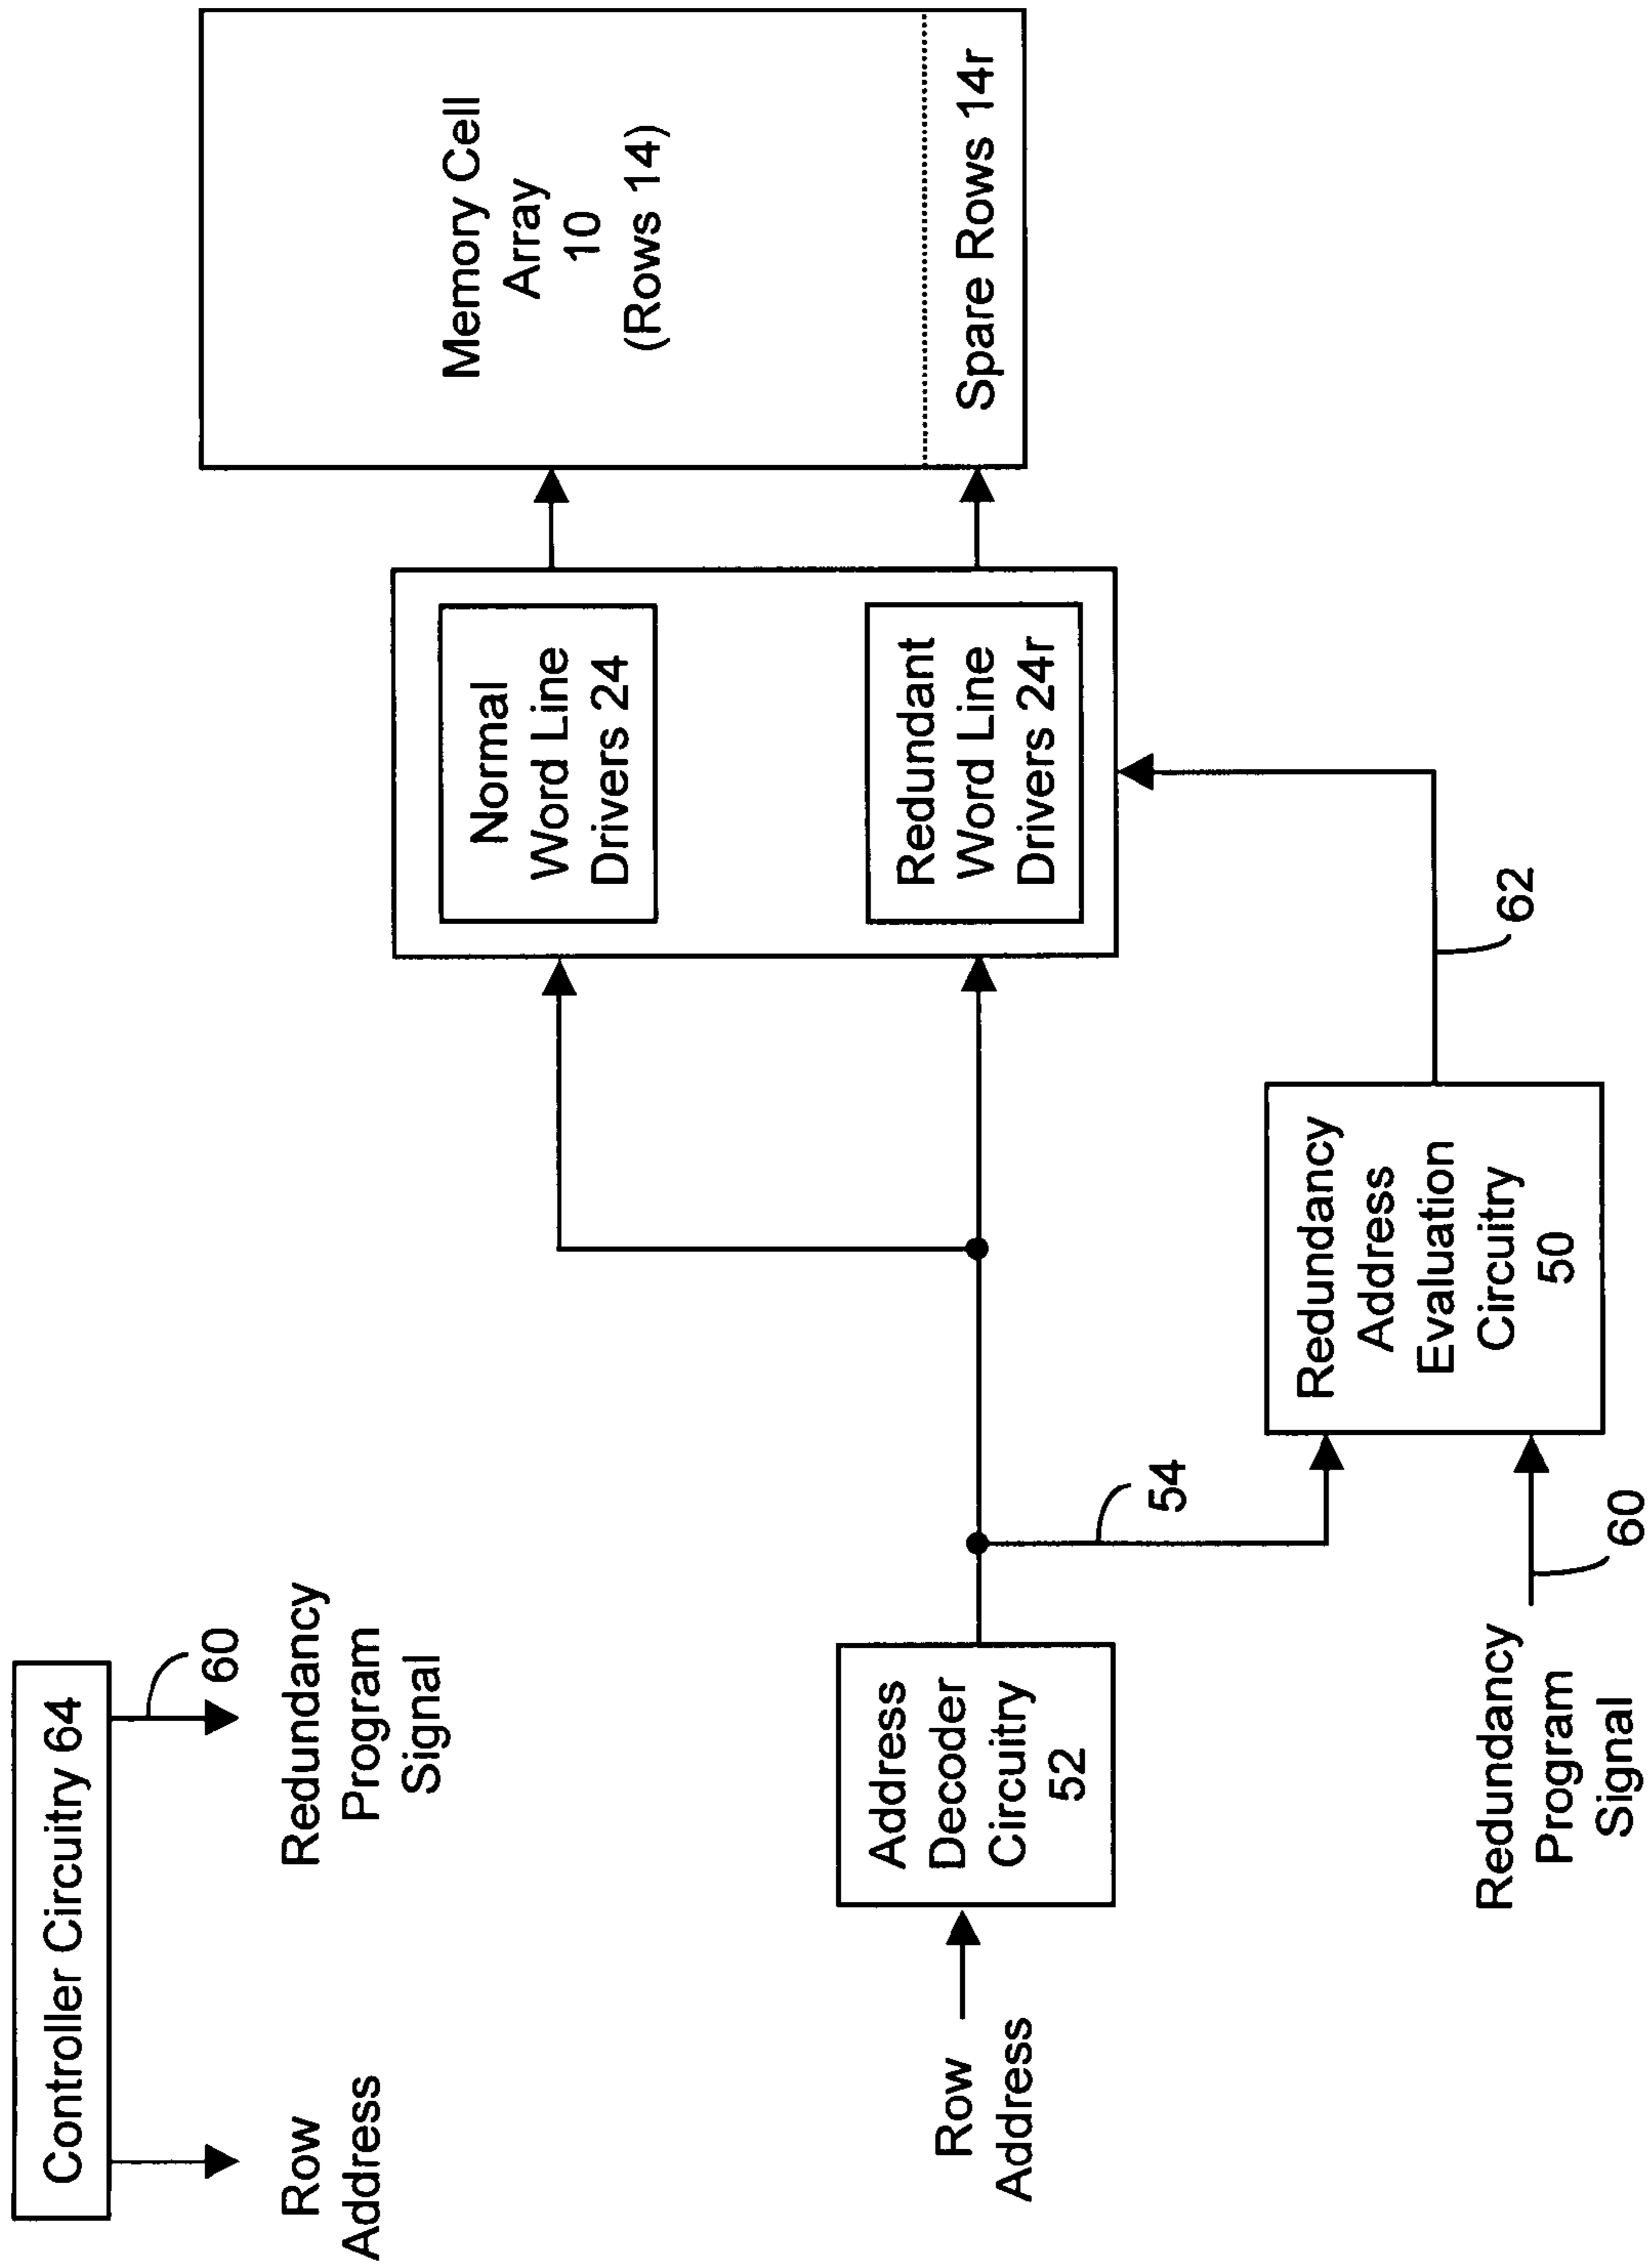 Controller Circuitry 64
60
Row
Address
Redundancy
Program
Signal
Memory Cell
Array
10
(Rows 14)
Spare Rows 14r
Normal
Word Line
Drivers 24
Redundant
Word Line
Drivers 24r
Row
Address
Address
Decoder
Circuitry
52
54
Redundancy
Address
Evaluation
Circuitry
50
62
Redundancy
Program
Signal
60